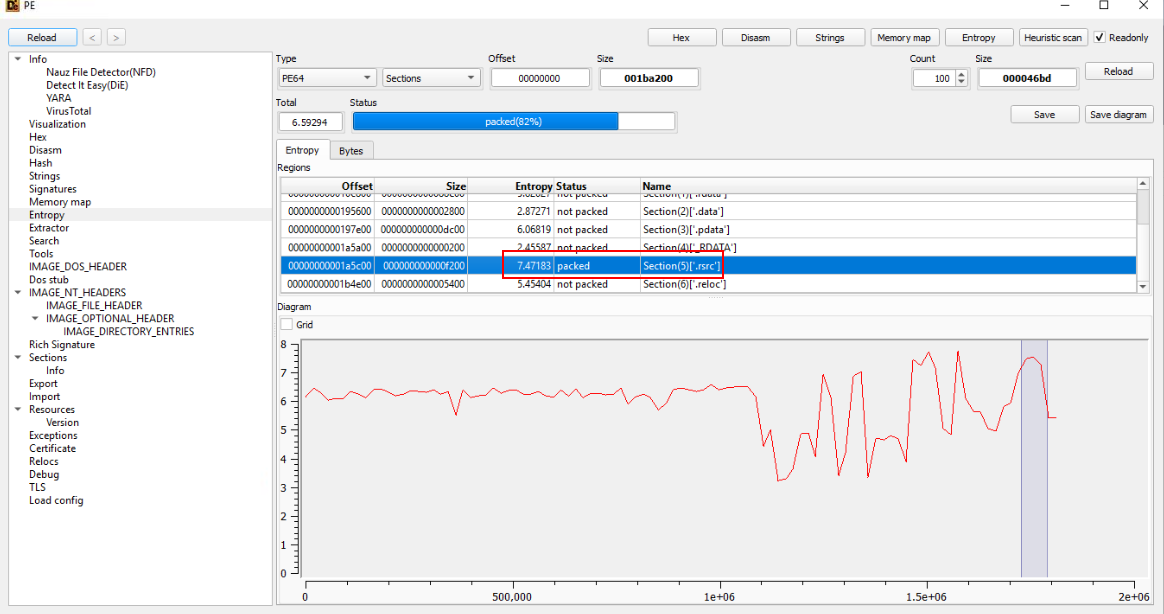 PE
Reload < > Hex Disasm Strings Memory map Entropy Heuristic scan Readonly
Info
Nauz File Detector(NFD)
Detect It Easy(DiE)
YARA
VirusTotal
Visualization
Hex
Disasm
Hash
Strings
Signatures
Memory map
Entropy
Extractor
Search
Tools
IMAGE_DOS_HEADER
Dos stub
IMAGE_NT_HEADERS
IMAGE_FILE_HEADER
IMAGE_OPTIONAL_HEADER
IMAGE_DIRECTORY_ENTRIES
Rich Signature
Sections
Info
Export
Import
Resources
Version
Exceptions
Certificate
Relocs
Debug
TLS
Load config
Type Offset Size Count Size
PE64 Sections 00000000 001ba200 100 000046bd Reload
Total Status
6.59294 packed(82%) Save Save diagram
Entropy Bytes
Regions
Offset Size Entropy Status Name
0000000000195600 0000000000002800 2.87271 not packed Section(2)['.data']
0000000000197e00 000000000000dc00 6.06819 not packed Section(3)['.pdata']
00000000001a5a00 0000000000000200 2.45587 not packed Section(4)['_RDATA']
00000000001a5c00 000000000000f200 7.47183 packed Section(5)['.rsrc']
00000000001b4e00 0000000000005400 5.45404 not packed Section(6)['.reloc']
Diagram
Grid
8
7
6
5
4
3
2
1
0
0 500,000 1e+06 1.5e+06 2e+06